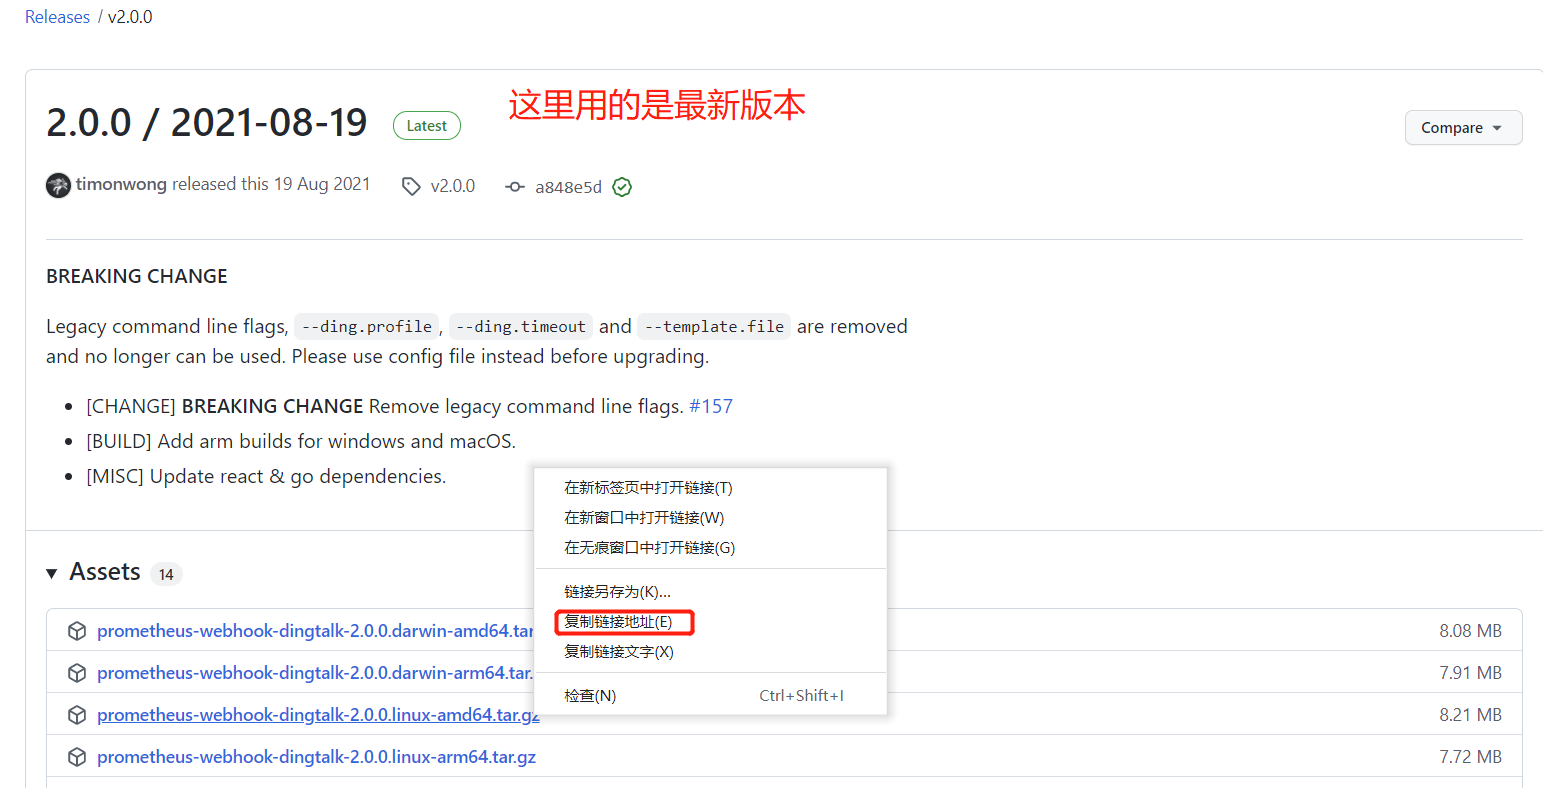 Releases / v2.0.0
2.0.0 / 2021-08-19 Latest
这里用的是最新版本
Compare
timonwong released this 19 Aug 2021 v2.0.0 a848e5d
BREAKING CHANGE
Legacy command line flags, --ding.profile, --ding.timeout and --template.file are removed
and no longer can be used. Please use config file instead before upgrading.
[CHANGE] BREAKING CHANGE Remove legacy command line flags. #157
[BUILD] Add arm builds for windows and macOS.
[MISC] Update react & go dependencies.
在新标签页中打开链接(T)
在新窗口中打开链接(W)
在无痕窗口中打开链接(G)
链接另存为(K)...
复制链接地址(E)
复制链接文字(X)
检查(N) Ctrl+Shift+I
Assets 14
prometheus-webhook-dingtalk-2.0.0.darwin-amd64.tar 8.08 MB
prometheus-webhook-dingtalk-2.0.0.darwin-arm64.tar. 7.91 MB
prometheus-webhook-dingtalk-2.0.0.linux-amd64.tar.gz 8.21 MB
prometheus-webhook-dingtalk-2.0.0.linux-arm64.tar.gz 7.72 MB